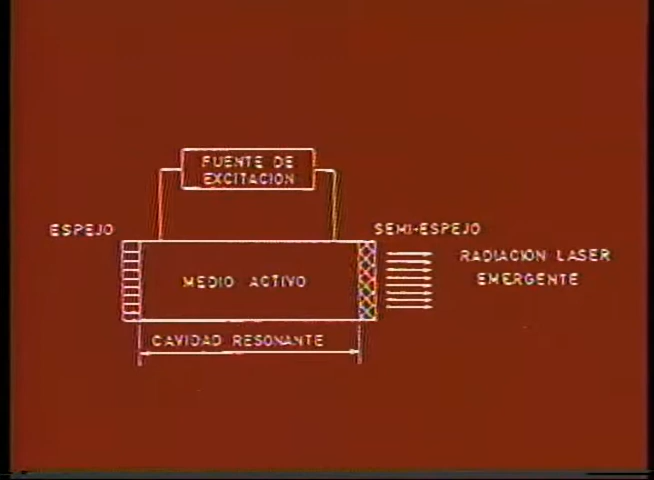 FUENTE DE
EXCITACION
ESPEJO
SEMI-ESPEJO
RADIACION LASER
EMERGENTE
MEDIO ACTIVO
CAVIDAD RESONANTE